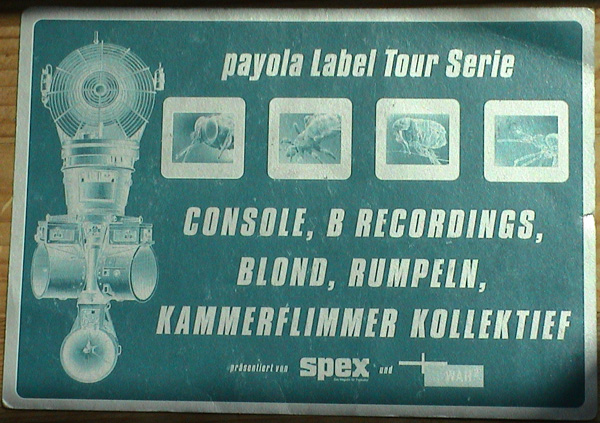 payola Label Tour Serie
CONSOLE, B RECORDINGS,
BLOND, RUMPELN,
KAMMERFLIMMER KOLLEKTIEF
präsentiert von spex und